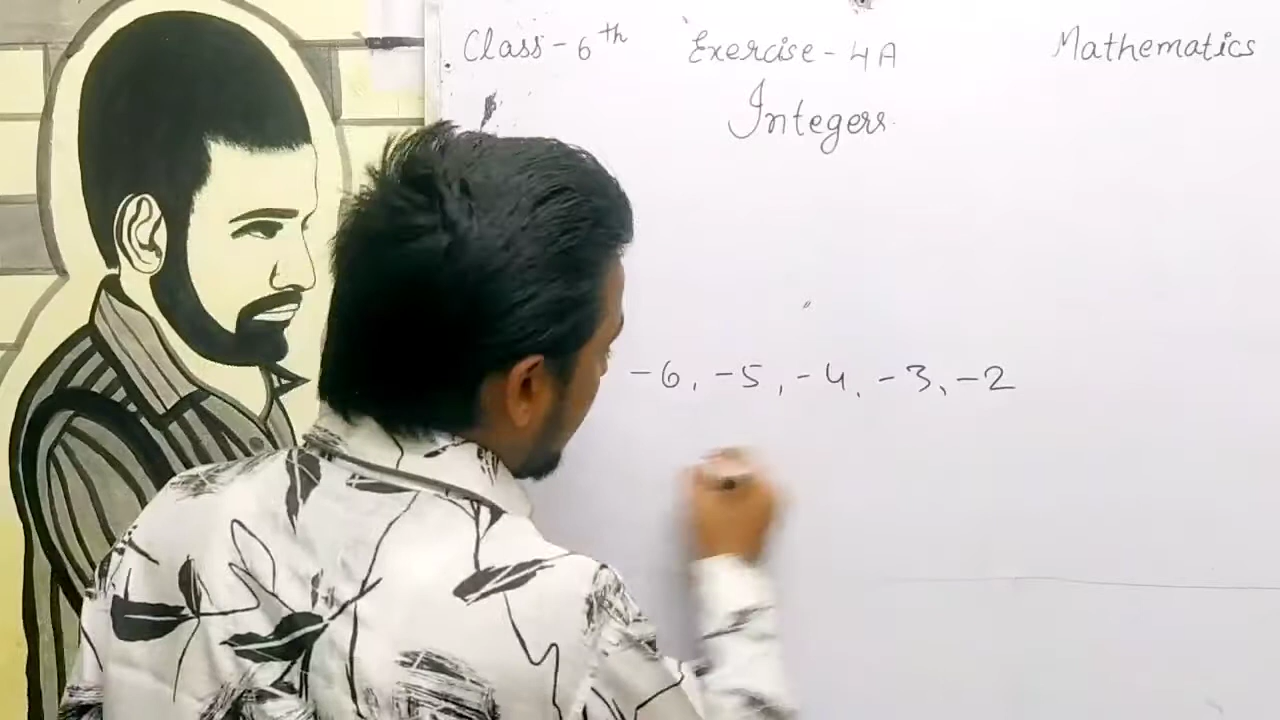 Class - 6th Exercise - 4A Mathematics
Integers
-6, -5, -4, -3, -2